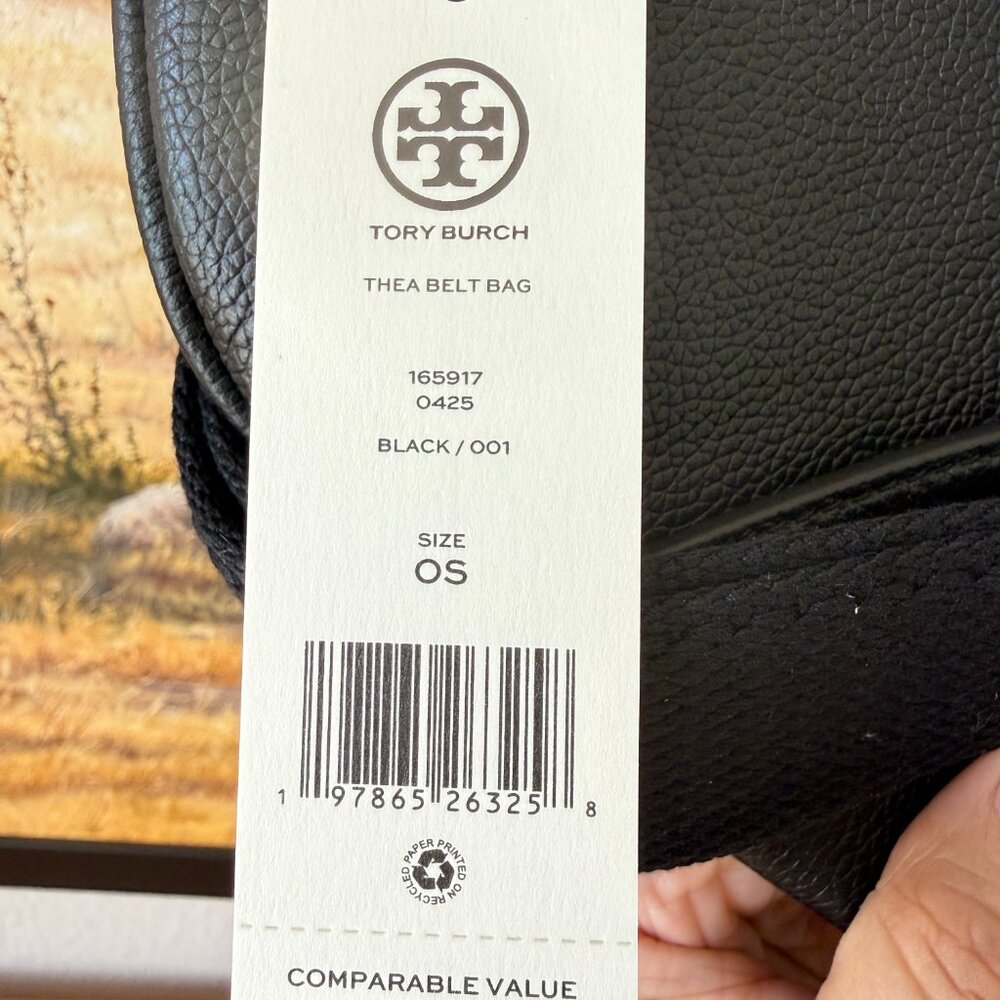 TORY BURCH
THEA BELT BAG
165917
0425
BLACK / 001
SIZE
OS
1 97865 26325 8
PAPER PRINTED ON RECYCLED
COMPARABLE VALUE